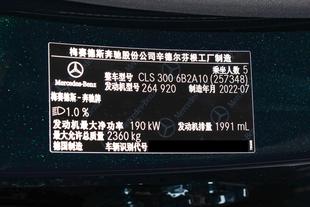 梅赛德斯奔驰股份公司辛德尔芬根工厂制造
乘坐人数 5
整车型号 CLS 300 6B2A10 (257348)
Mercedes-Benz
发动机型号 264 920 制造年月 2022-07
梅赛德斯-奔驰牌
1.0 %
发动机最大净功率 190 kW 发动机排量 1991 mL
最大允许总质量 2360 kg
德国制造 车辆识别代号